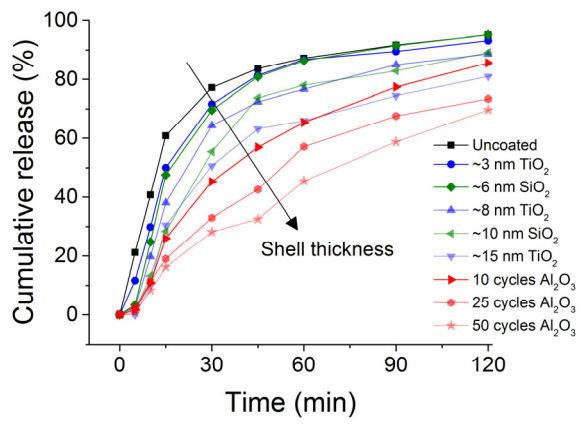 Cumulative release (%)
100
80
60
40
20
0
0
30
60
90
120
Time (min)
Shell thickness
Uncoated
~3 nm TiO₂
~6 nm SiO₂
~8 nm TiO₂
~10 nm SiO₂
~15 nm TiO₂
10 cycles Al₂O₃
25 cycles Al₂O₃
50 cycles Al₂O₃